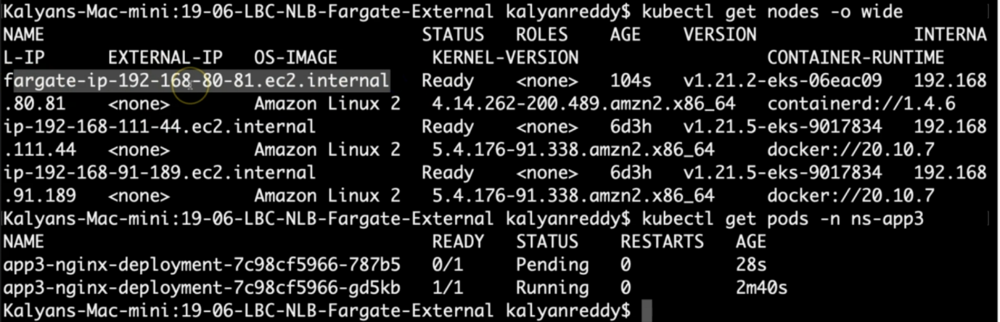 Kalyans-Mac-mini:19-06-LBC-NLB-Fargate-External kalyanreddy$ kubectl get nodes -o wide
NAME STATUS ROLES AGE VERSION INTERNA
L-IP EXTERNAL-IP OS-IMAGE KERNEL-VERSION CONTAINER-RUNTIME
fargate-ip-192-168-80-81.ec2.internal Ready <none> 104s v1.21.2-eks-06eac09 192.168
.80.81 <none> Amazon Linux 2 4.14.262-200.489.amzn2.x86_64 containerd://1.4.6
ip-192-168-111-44.ec2.internal Ready <none> 6d3h v1.21.5-eks-9017834 192.168
.111.44 <none> Amazon Linux 2 5.4.176-91.338.amzn2.x86_64 docker://20.10.7
ip-192-168-91-189.ec2.internal Ready <none> 6d3h v1.21.5-eks-9017834 192.168
.91.189 <none> Amazon Linux 2 5.4.176-91.338.amzn2.x86_64 docker://20.10.7
Kalyans-Mac-mini:19-06-LBC-NLB-Fargate-External kalyanreddy$ kubectl get pods -n ns-app3
NAME READY STATUS RESTARTS AGE
app3-nginx-deployment-7c98cf5966-787b5 0/1 Pending 0 28s
app3-nginx-deployment-7c98cf5966-gd5kb 1/1 Running 0 2m40s
Kalyans-Mac-mini:19-06-LBC-NLB-Fargate-External kalyanreddy$